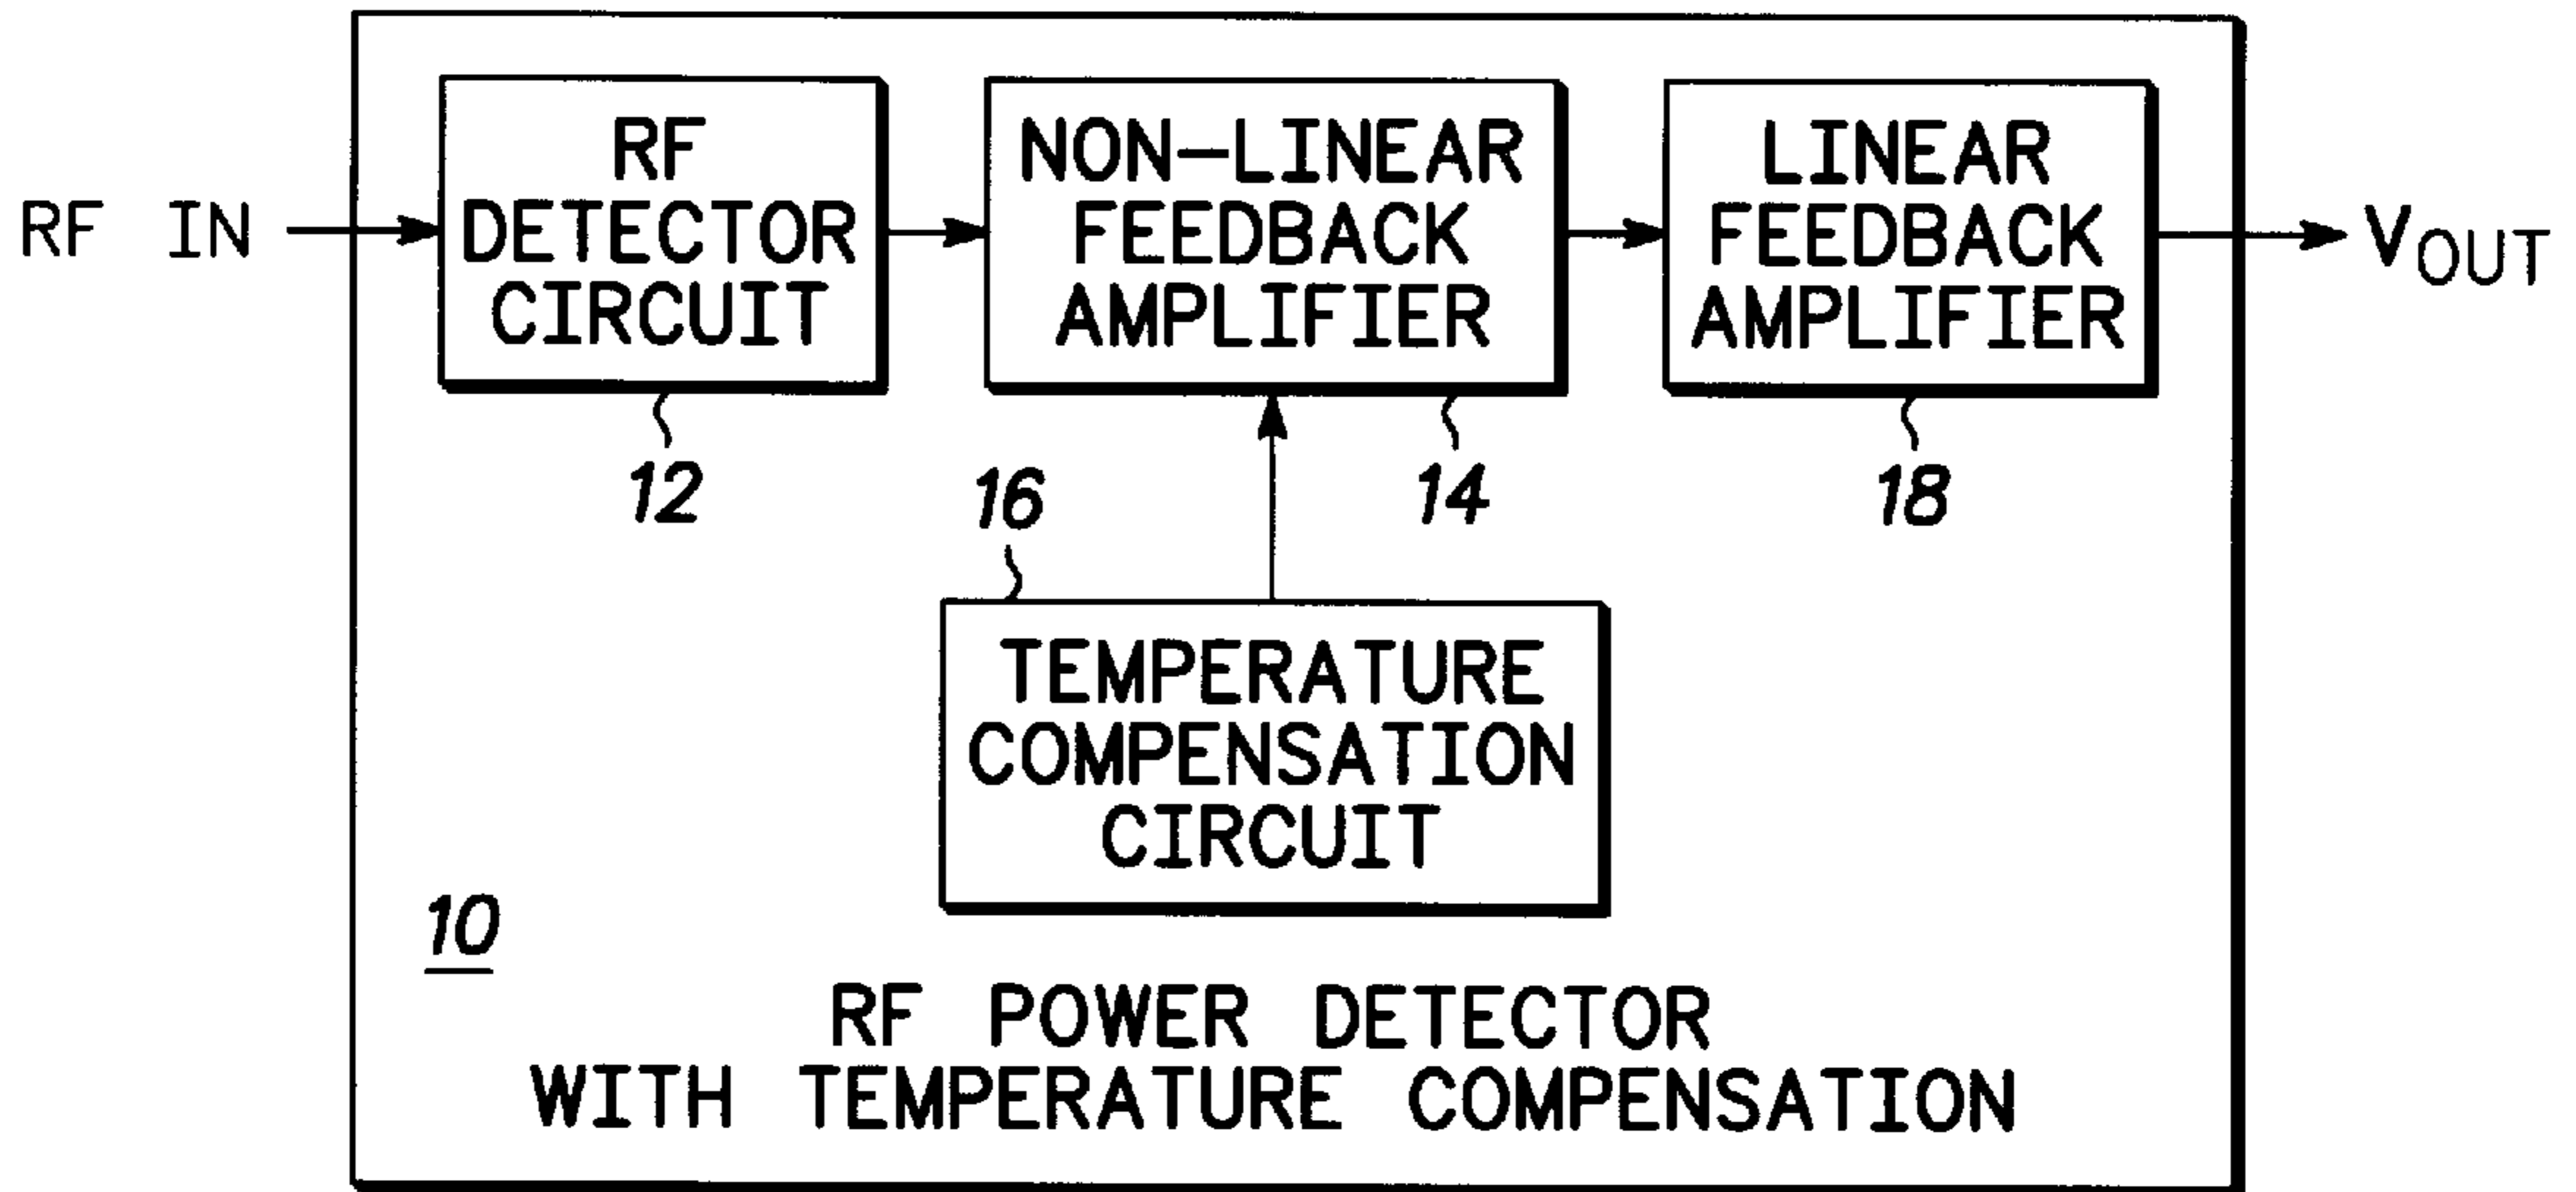 RF IN
RF
DETECTOR
CIRCUIT
12
NON-LINEAR
FEEDBACK
AMPLIFIER
14
LINEAR
FEEDBACK
AMPLIFIER
18
VOUT
16
TEMPERATURE
COMPENSATION
CIRCUIT
10
RF POWER DETECTOR
WITH TEMPERATURE COMPENSATION